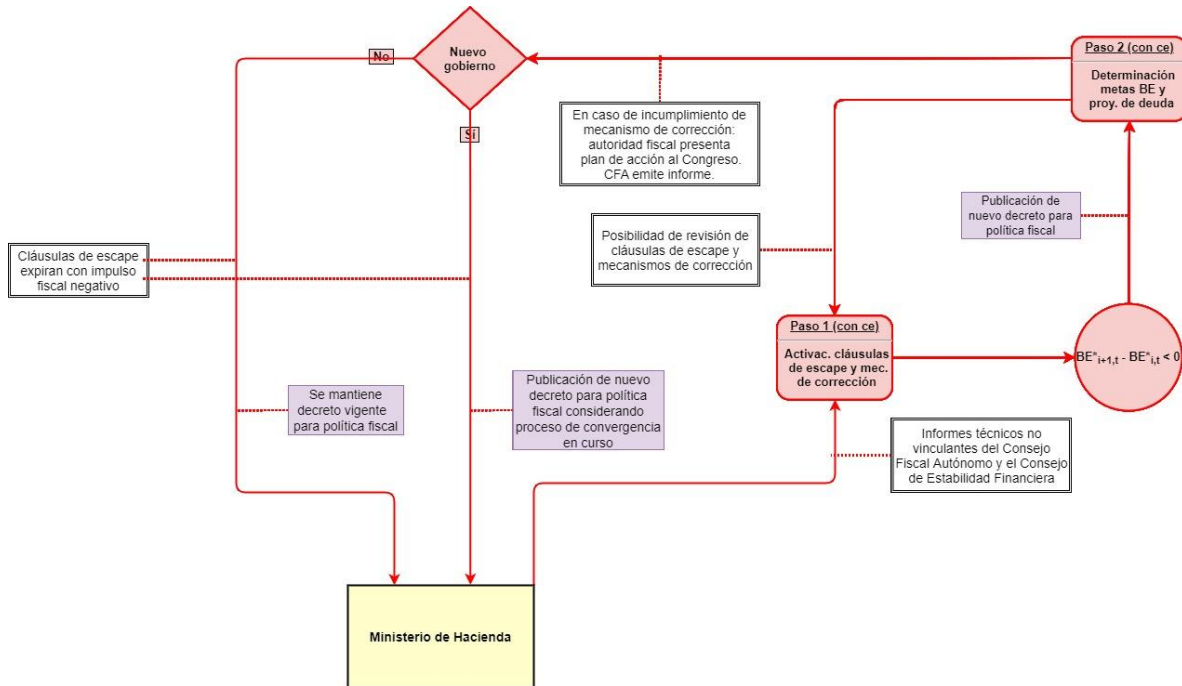 Nuevo
gobierno
No
Sí
Paso 2 (con ce)
Determinación
metas BE y
proy. de deuda
En caso de incumplimiento de
mecanismo de corrección:
autoridad fiscal presenta
plan de acción al Congreso.
CFA emite informe.
Publicación de
nuevo decreto para
política fiscal
Posibilidad de revisión de
cláusulas de escape y
mecanismos de corrección
Cláusulas de escape
expiran con impulso
fiscal negativo
Paso 1 (con ce)
Activac. cláusulas
de escape y mec.
de corrección
BE*i+1,t - BE*i,t < 0
Se mantiene
decreto vigente
para política fiscal
Publicación de nuevo
decreto para política
fiscal considerando
proceso de convergencia
en curso
Informes técnicos no
vinculantes del Consejo
Fiscal Autónomo y el Consejo
de Estabilidad Financiera
Ministerio de Hacienda